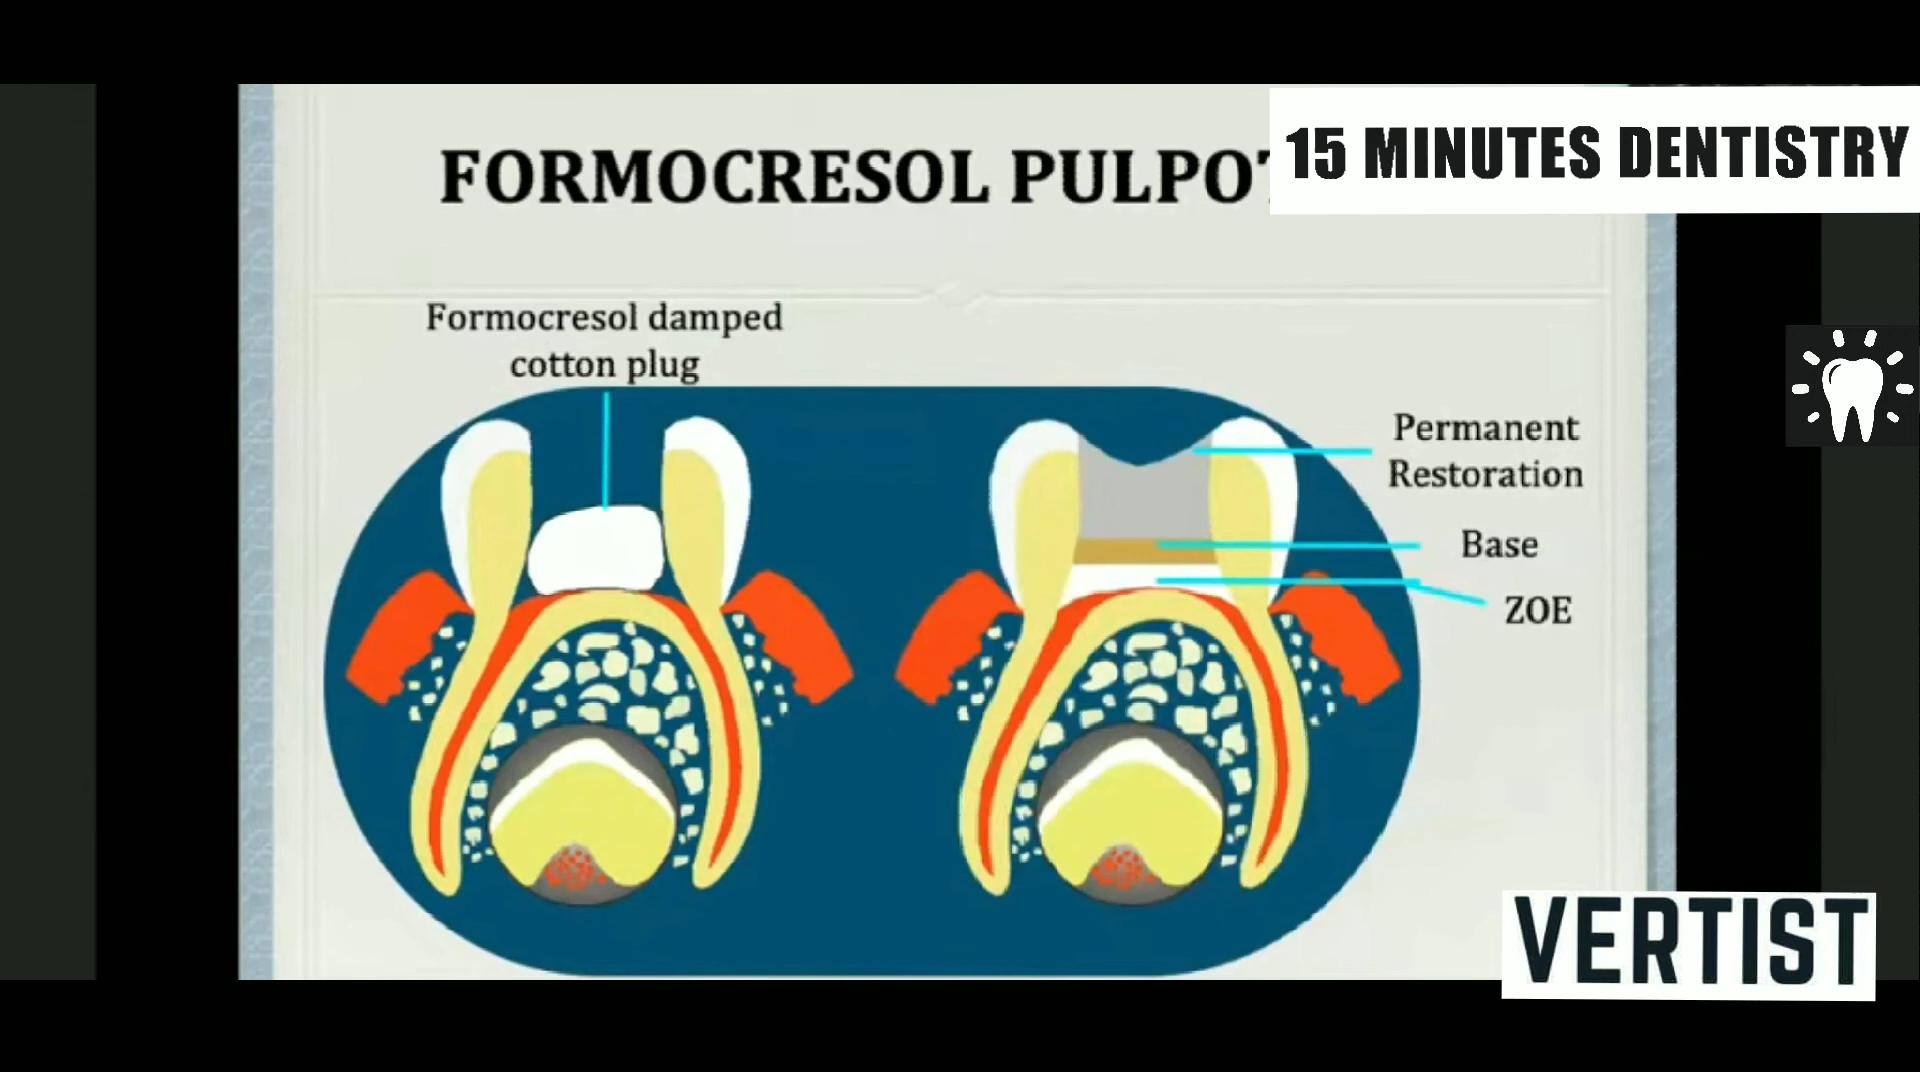 FORMOCRESOL PULPO
15 MINUTES DENTISTRY
Formocresol damped
cotton plug
Permanent
Restoration
Base
ZOE
VERTIST